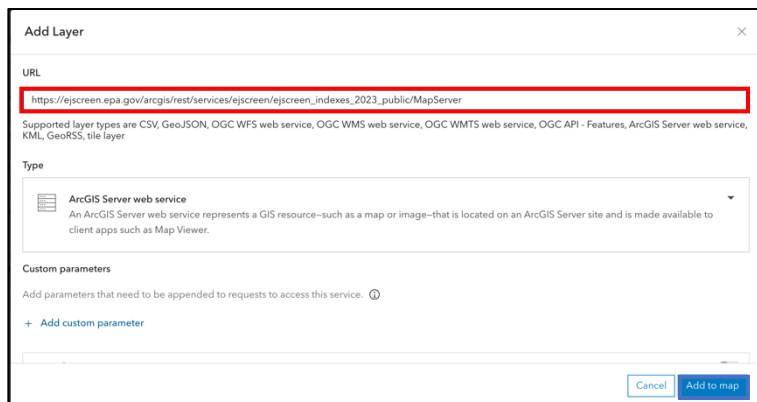 Add Layer
URL
https://ejscreen.epa.gov/arcgis/rest/services/ejscreen/ejscreen_indexes_2023_public/MapServer
Supported layer types are CSV, GeoJSON, OGC WFS web service, OGC WMS web service, OGC WMTS web service, OGC API - Features, ArcGIS Server web service,
KML, GeoRSS, tile layer
Type
ArcGIS Server web service
An ArcGIS Server web service represents a GIS resource—such as a map or image—that is located on an ArcGIS Server site and is made available to
client apps such as Map Viewer.
Custom parameters
Add parameters that need to be appended to requests to access this service.
+ Add custom parameter
Cancel Add to map